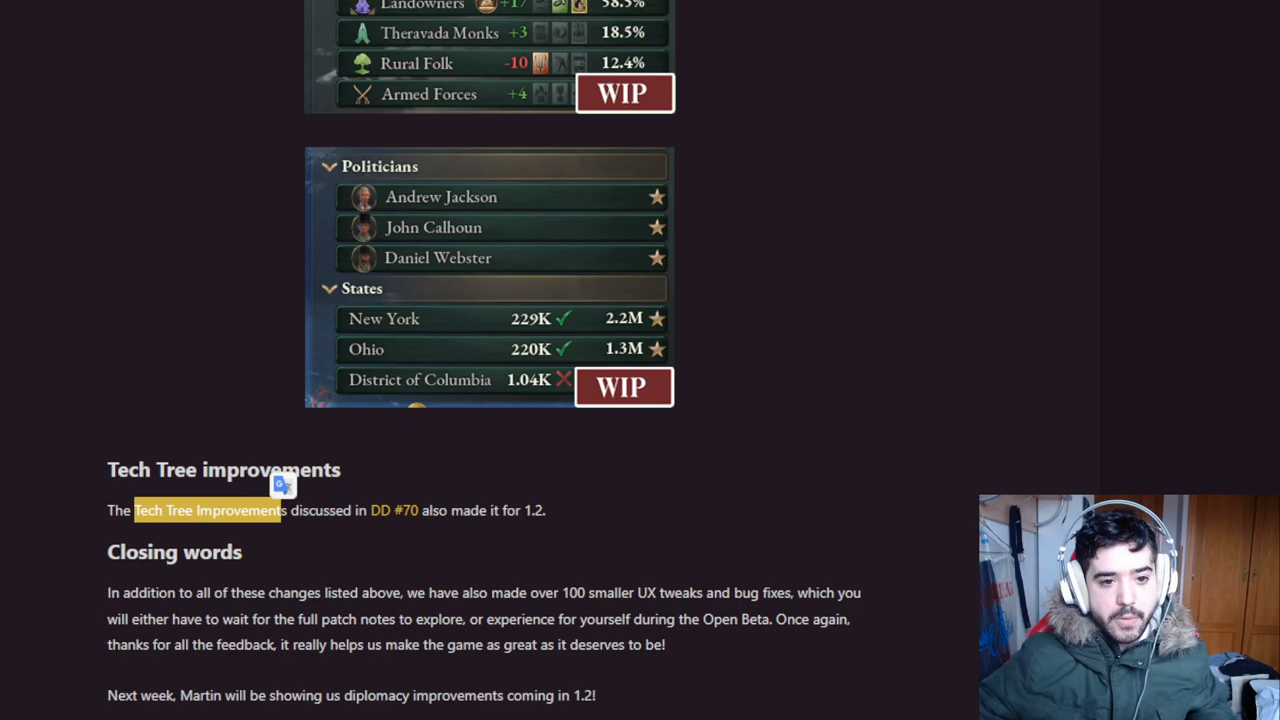 Landowners +17 58.5%
Theravada Monks +3 18.5%
Rural Folk -10 12.4%
Armed Forces +4
WIP
Politicians
Andrew Jackson
John Calhoun
Daniel Webster
States
New York 229K 2.2M
Ohio 220K 1.3M
District of Columbia 1.04K
WIP
Tech Tree improvements
The Tech Tree Improvements discussed in DD #70 also made it for 1.2.
Closing words
In addition to all of these changes listed above, we have also made over 100 smaller UX tweaks and bug fixes, which you
will either have to wait for the full patch notes to explore, or experience for yourself during the Open Beta. Once again,
thanks for all the feedback, it really helps us make the game as great as it deserves to be!
Next week, Martin will be showing us diplomacy improvements coming in 1.2!